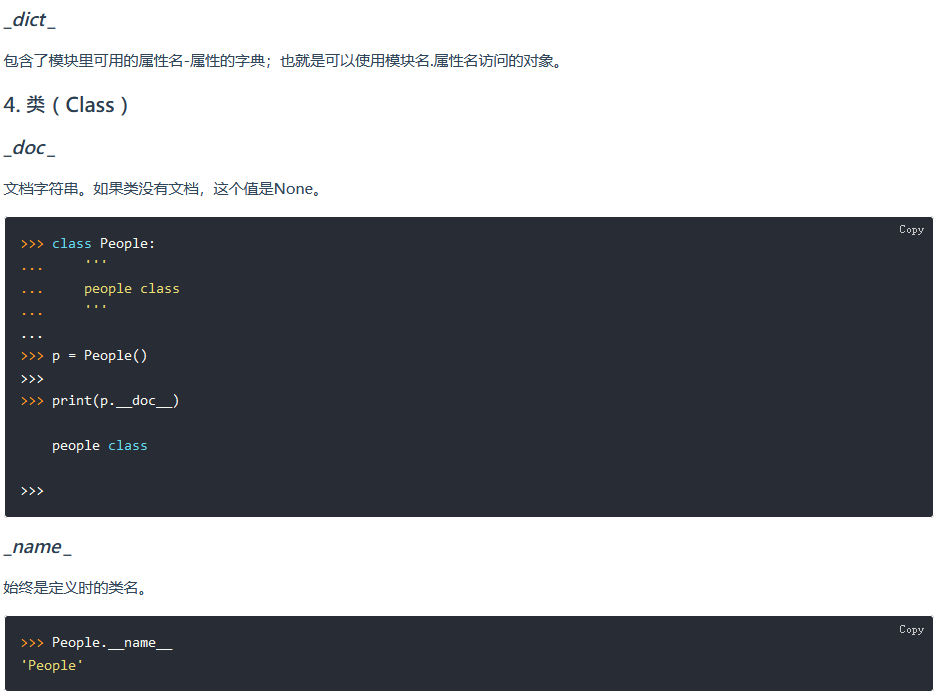 _dict_
包含了模块里可用的属性名-属性的字典；也就是可以使用模块名.属性名访问的对象。
4. 类 ( Class )
_doc_
文档字符串。如果类没有文档，这个值是None。
Copy
>>> class People:
...     '''
...     people class
...     '''
...
>>> p = People()
>>>
>>> print(p.__doc__)
    people class
>>>
_name_
始终是定义时的类名。
Copy
>>> People.__name__
'People'